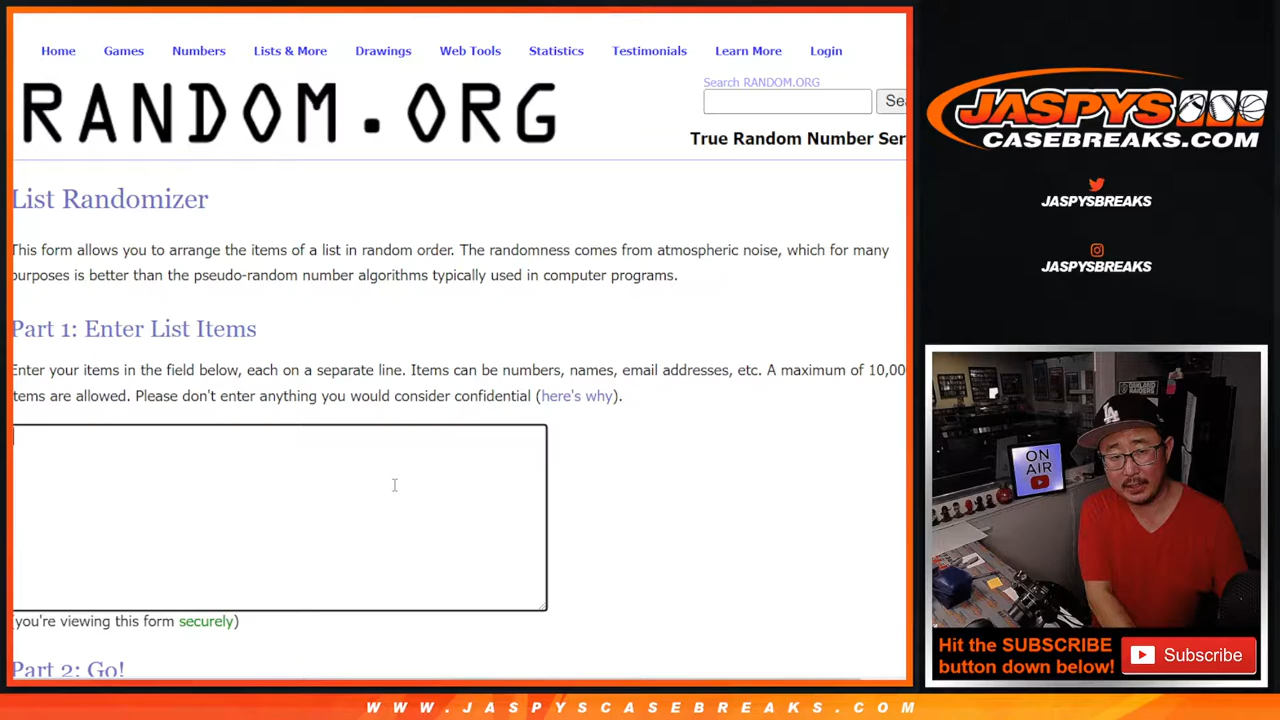 Home Games Numbers Lists & More Drawings Web Tools Statistics Testimonials Learn More Login
RANDOM.ORG
Search RANDOM.ORG
Sea
True Random Number Ser
List Randomizer
This form allows you to arrange the items of a list in random order. The randomness comes from atmospheric noise, which for many
purposes is better than the pseudo-random number algorithms typically used in computer programs.
Part 1: Enter List Items
Enter your items in the field below, each on a separate line. Items can be numbers, names, email addresses, etc. A maximum of 10,00
items are allowed. Please don't enter anything you would consider confidential (here's why).
(you're viewing this form securely)
Part 2: Go!
JASPYS
CASEBREAKS.COM
JASPYSBREAKS
JASPYSBREAKS
OAKLAND
RAIDERS
LA
ON
AIR
Hit the SUBSCRIBE
button down below!
Subscribe
WWW.JASPYSCASEBREAKS.COM